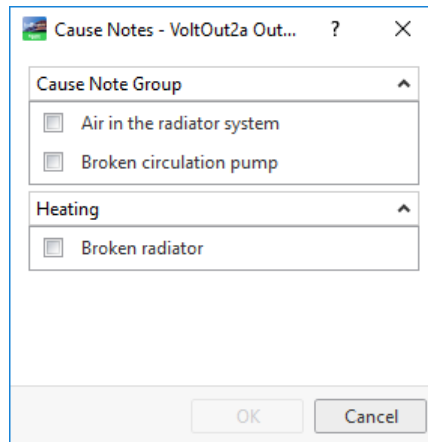 Cause Notes - VoltOut2a Out... ?
Cause Note Group
Air in the radiator system
Broken circulation pump
Heating
Broken radiator
OK Cancel